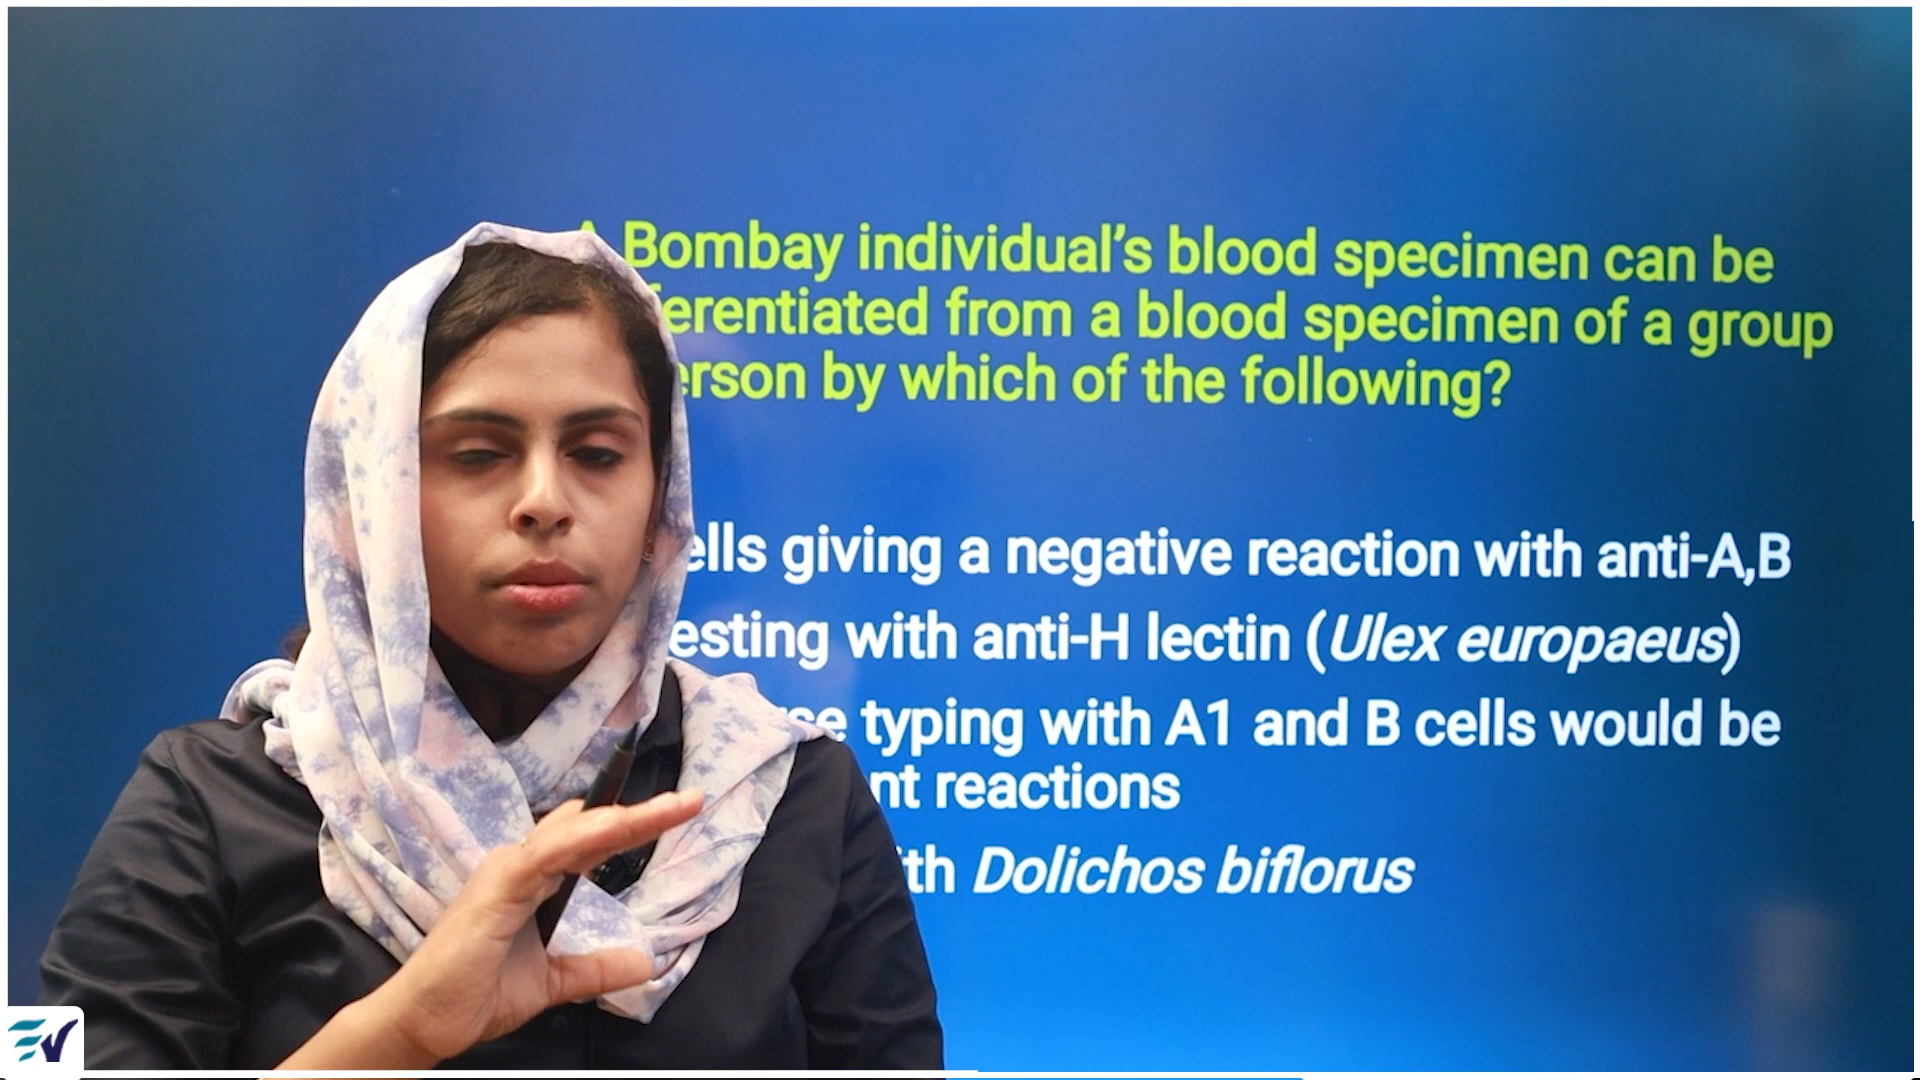 A Bombay individual’s blood specimen can be
ferentiated from a blood specimen of a group
erson by which of the following?
ells giving a negative reaction with anti-A,B
esting with anti-H lectin (Ulex europaeus)
rse typing with A1 and B cells would be
nt reactions
ith Dolichos biflorus